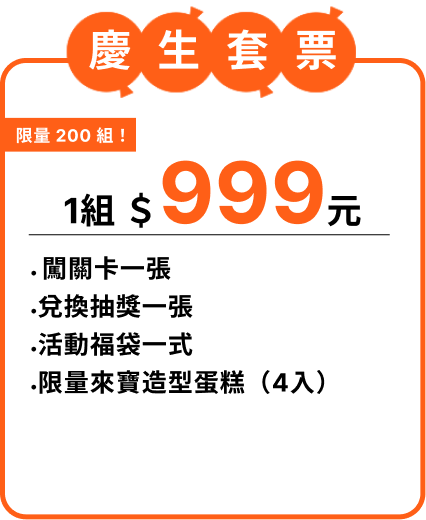 慶生套票
限量 200 組！
1組 $999元
·闖關卡一張
·兌換抽獎一張
·活動福袋一式
·限量來寶造型蛋糕（4入）